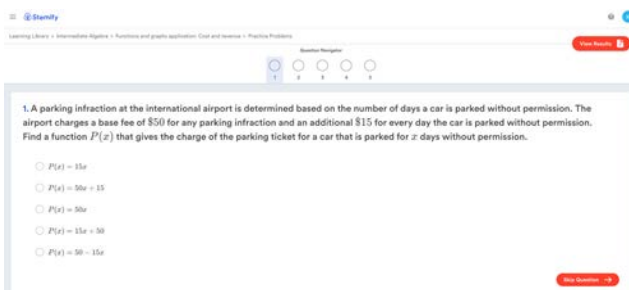 Sternify
Learning Library > Intermediate Algebra > Functions and graphs application: Cost and revenue > Practice Problems
Question Navigator
View Results
1 2 3 4 5
1. A parking infraction at the international airport is determined based on the number of days a car is parked without permission. The
airport charges a base fee of $50 for any parking infraction and an additional $15 for every day the car is parked without permission.
Find a function P(x) that gives the charge of the parking ticket for a car that is parked for x days without permission.
P(x) = 15x
P(x) = 50x + 15
P(x) = 50x
P(x) = 15x + 50
P(x) = 50 − 15x
Skip Question →